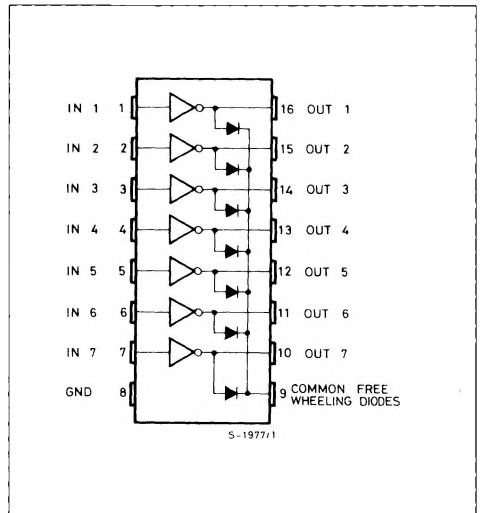 IN 1 1 16 OUT 1
IN 2 2 15 OUT 2
IN 3 3 14 OUT 3
IN 4 4 13 OUT 4
IN 5 5 12 OUT 5
IN 6 6 11 OUT 6
IN 7 7 10 OUT 7
GND 8 9 COMMON FREE
WHEELING DIODES
S-1977/1